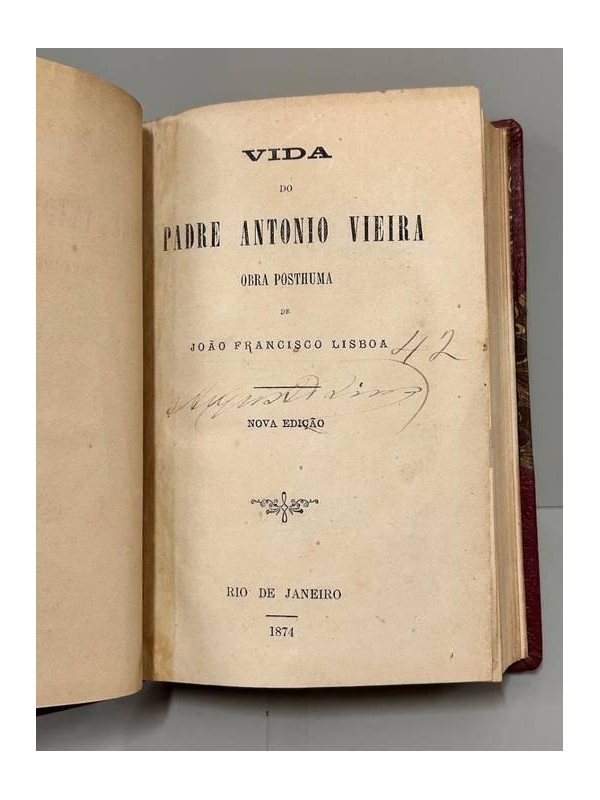 VIDA
DO
PADRE ANTONIO VIEIRA
OBRA POSTHUMA
DE
JOÃO FRANCISCO LISBOA
42
NOVA EDIÇÃO
RIO DE JANEIRO
1874